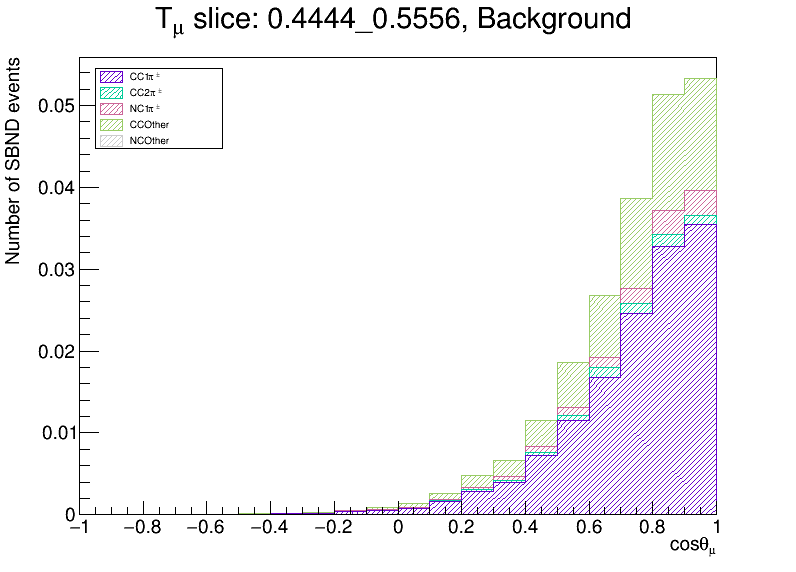 Tμ slice: 0.4444_0.5556, Background
Number of SBND events
CC1π ±
CC2π ±
NC1π ±
CCOther
NCOther
0.05
0.04
0.03
0.02
0.01
0
−1 −0.8 −0.6 −0.4 −0.2 0 0.2 0.4 0.6 0.8 1
cosθμ